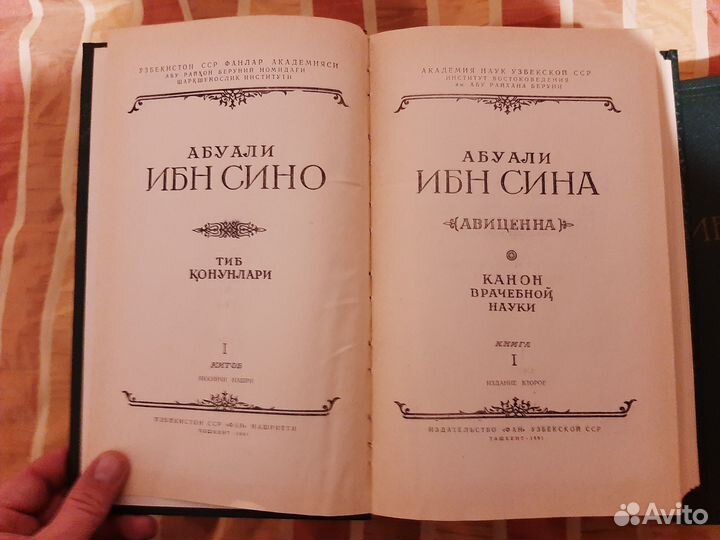 ЎЗБЕКИСТОН ССР ФАНЛАР АКАДЕМИЯСИ
АБУ РАЙҲОН БЕРУНИЙ НОМИДАГИ
ШАРҚШУНОСЛИК ИНСТИТУТИ
АБУАЛИ
ИБН СИНО
ТИБ
ҚОНУНЛАРИ
I
КИТОБ
ИККИНЧИ НАШРИ
ЎЗБЕКИСТОН ССР «ФАН» НАШРИЁТИ
ТОШКЕНТ — 1981
АКАДЕМИЯ НАУК УЗБЕКСКОЙ ССР
ИНСТИТУТ ВОСТОКОВЕДЕНИЯ
им. АБУ РАЙХАНА БЕРУНИ
АБУАЛИ
ИБН СИНА
(АВИЦЕННА)
КАНОН
ВРАЧЕБНОЙ
НАУКИ
КНИГА
I
ИЗДАНИЕ ВТОРОЕ
ИЗДАТЕЛЬСТВО «ФАН» УЗБЕКСКОЙ ССР
ТАШКЕНТ — 1981
Avito